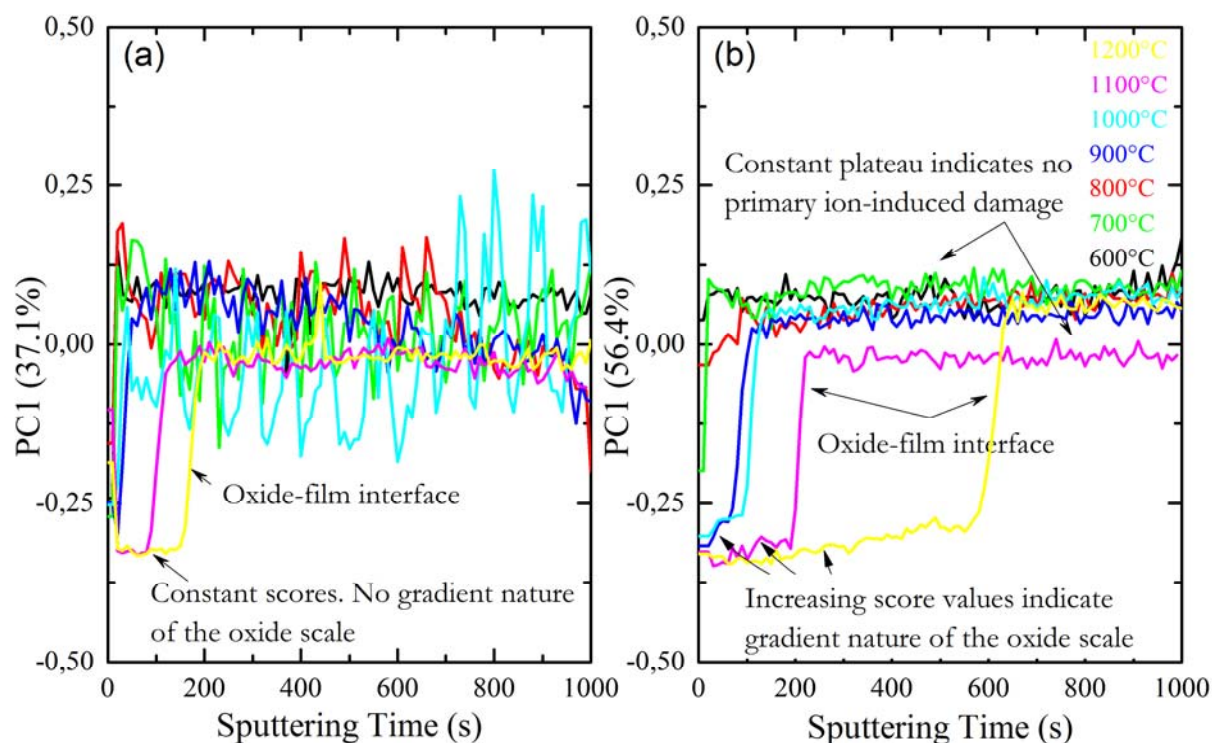 (a)
0,50
0,25
0,00
-0,25
-0,50
PC1 (37.1%)
Oxide-film interface
Constant scores. No gradient nature
of the oxide scale
0
200
400
600
800
1000
Sputtering Time (s)
(b)
0,50
0,25
0,00
-0,25
-0,50
PC1 (56.4%)
1200°C
1100°C
1000°C
900°C
800°C
700°C
600°C
Constant plateau indicates no
primary ion-induced damage
Oxide-film interface
Increasing score values indicate
gradient nature of the oxide scale
0
200
400
600
800
1000
Sputtering Time (s)